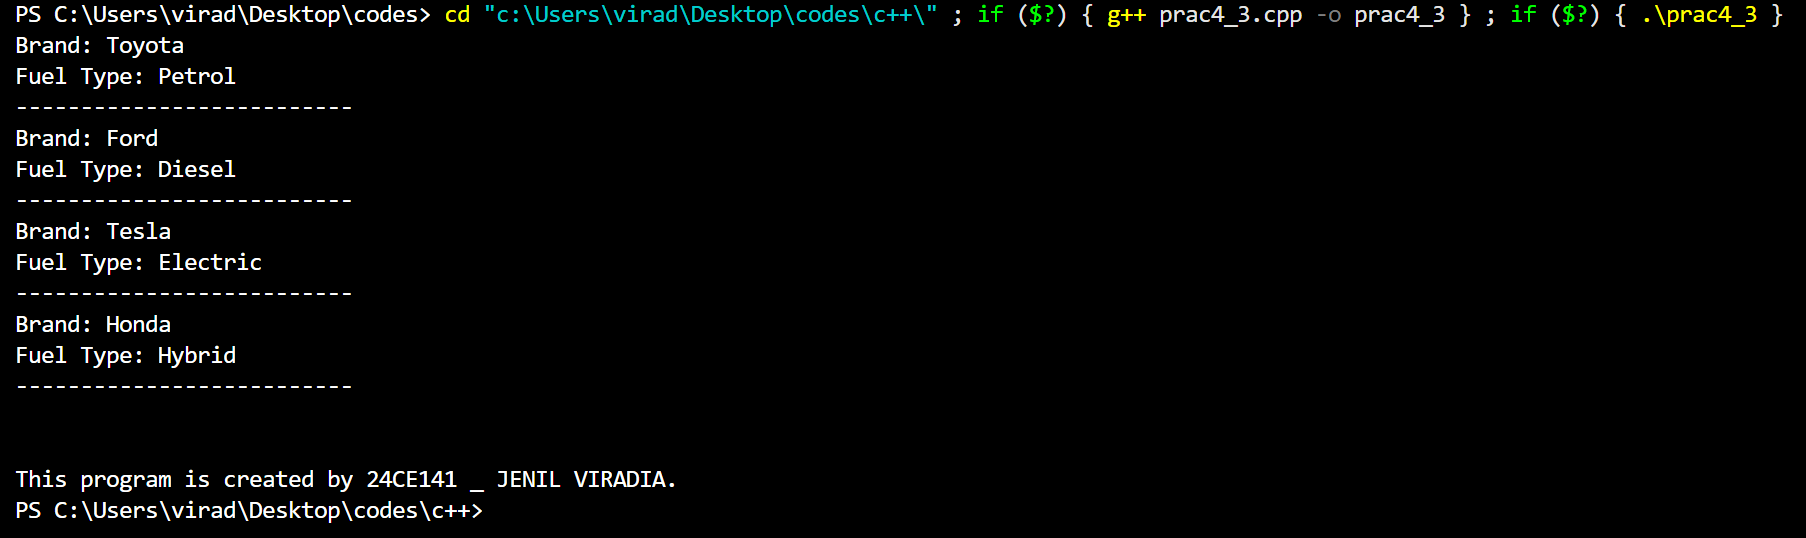 PS C:\Users\virad\Desktop\codes> cd "c:\Users\virad\Desktop\codes\c++\" ; if ($?) { g++ prac4_3.cpp -o prac4_3 } ; if ($?) { .\prac4_3 }
Brand: Toyota
Fuel Type: Petrol
--------------------------
Brand: Ford
Fuel Type: Diesel
--------------------------
Brand: Tesla
Fuel Type: Electric
--------------------------
Brand: Honda
Fuel Type: Hybrid
--------------------------
This program is created by 24CE141 _ JENIL VIRADIA.
PS C:\Users\virad\Desktop\codes\c++>